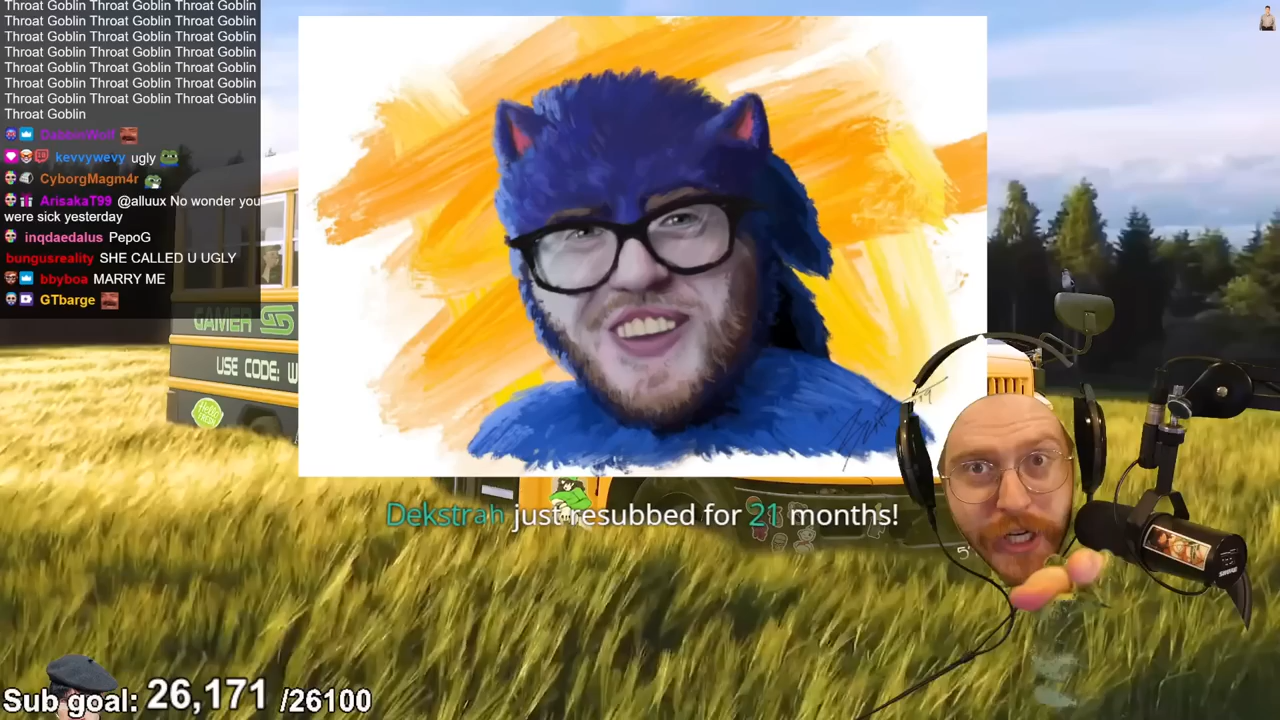 Throat Goblin Throat Goblin Throat Goblin
Throat Goblin Throat Goblin Throat Goblin
Throat Goblin Throat Goblin Throat Goblin
Throat Goblin Throat Goblin Throat Goblin
Throat Goblin Throat Goblin Throat Goblin
Throat Goblin Throat Goblin Throat Goblin
Throat Goblin Throat Goblin Throat Goblin
Throat Goblin
DabbinWolf
kevvywevy ugly
CyborgMagm4r
ArisakaT99 @alluux No wonder you
were sick yesterday
inqdaedalus PepoG
bungusreality SHE CALLED U UGLY
bbyboa MARRY ME
GTbarge
GAMER
USE CODE: W
HELLO FRESH
Dekstrah just resubbed for 21 months!
SHURE
Sub goal: 26,171 /26100